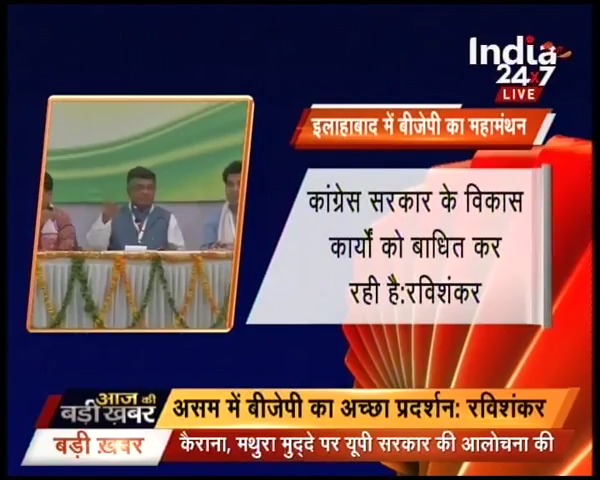 India
24x7
LIVE
इलाहाबाद में बीजेपी का महामंथन
कांग्रेस सरकार के विकास
कार्यों को बाधित कर
रही है:रविशंकर
आज की
बड़ी ख़बर
असम में बीजेपी का अच्छा प्रदर्शन: रविशंकर
बड़ी ख़बर
कैराना, मथुरा मुद्दे पर यूपी सरकार की आलोचना की